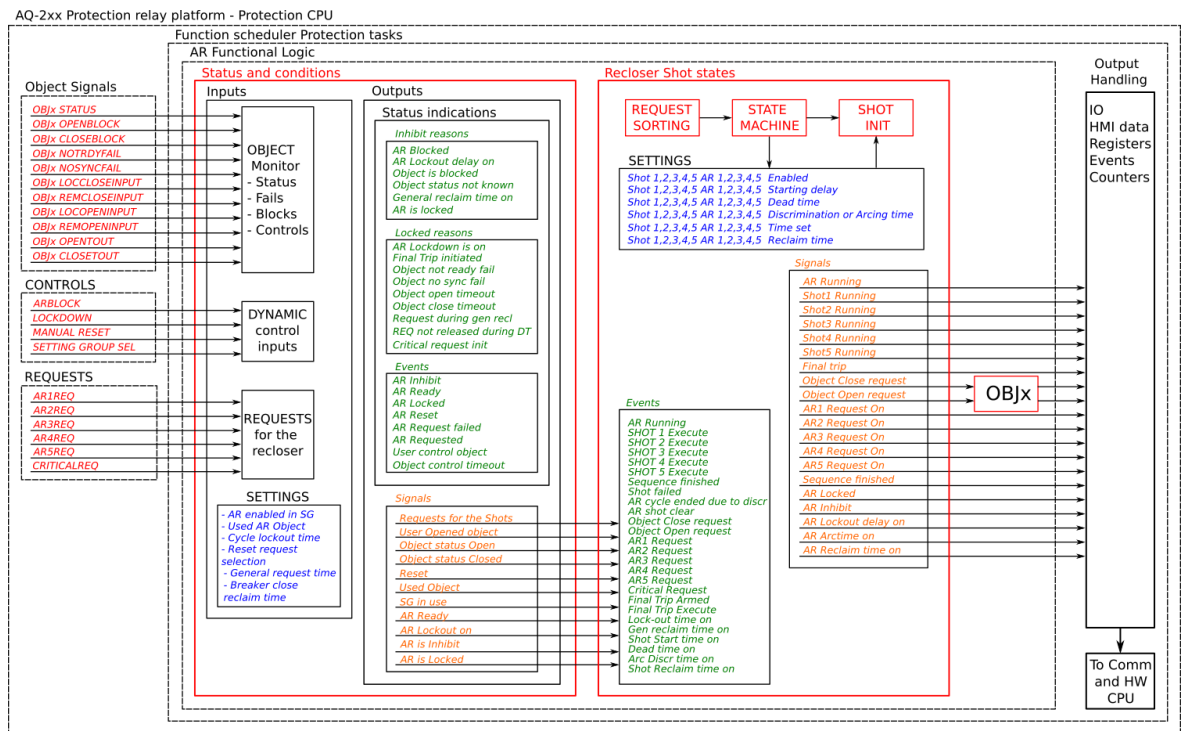 AQ-2xx Protection relay platform - Protection CPU
Function scheduler Protection tasks
AR Functional Logic
Object Signals
OBJx STATUS
OBJx OPENBLOCK
OBJx CLOSEBLOCK
OBJx NOTRDYFAIL
OBJx NOSYNCFAIL
OBJx LOCCLOSEINPUT
OBJx REMCLOSEINPUT
OBJx LOCOPENINPUT
OBJx REMOPENINPUT
OBJx OPENTOUT
OBJx CLOSETOUT
CONTROLS
ARBLOCK
LOCKDOWN
MANUAL RESET
SETTING GROUP SEL
REQUESTS
AR1REQ
AR2REQ
AR3REQ
AR4REQ
AR5REQ
CRITICALREQ
Status and conditions
Inputs
OBJECT
Monitor
- Status
- Fails
- Blocks
- Controls
DYNAMIC
control
inputs
REQUESTS
for the
recloser
SETTINGS
- AR enabled in SG
- Used AR Object
- Cycle lockout time
- Reset request
selection
- General request time
- Breaker close
reclaim time
Outputs
Status indications
Inhibit reasons
AR Blocked
AR Lockout delay on
Object is blocked
Object status not known
General reclaim time on
AR is locked
Locked reasons
AR Lockdown is on
Final Trip initiated
Object not ready fail
Object no sync fail
Object open timeout
Object close timeout
Request during gen recl
REQ not released during DT
Critical request init
Events
AR Inhibit
AR Ready
AR Locked
AR Reset
AR Request failed
AR Requested
User control object
Object control timeout
Signals
Requests for the Shots
User Opened object
Object status Open
Object status Closed
Reset
Used Object
SG in use
AR Ready
AR Lockout on
AR is Inhibit
AR is Locked
Recloser Shot states
REQUEST
SORTING
STATE
MACHINE
SHOT
INIT
SETTINGS
Shot 1,2,3,4,5 AR 1,2,3,4,5 Enabled
Shot 1,2,3,4,5 AR 1,2,3,4,5 Starting delay
Shot 1,2,3,4,5 AR 1,2,3,4,5 Dead time
Shot 1,2,3,4,5 AR 1,2,3,4,5 Discrimination or Arcing time
Shot 1,2,3,4,5 AR 1,2,3,4,5 Time set
Shot 1,2,3,4,5 AR 1,2,3,4,5 Reclaim time
Events
AR Running
SHOT 1 Execute
SHOT 2 Execute
SHOT 3 Execute
SHOT 4 Execute
SHOT 5 Execute
Sequence finished
Shot failed
AR cycle ended due to discr
AR shot clear
Object Close request
Object Open request
AR1 Request
AR2 Request
AR3 Request
AR4 Request
AR5 Request
Critical Request
Final Trip Armed
Final Trip Execute
Lock-out time on
Gen reclaim time on
Shot Start time on
Dead time on
Arc Discr time on
Shot Reclaim time on
Signals
AR Running
Shot1 Running
Shot2 Running
Shot3 Running
Shot4 Running
Shot5 Running
Final trip
Object Close request
Object Open request
AR1 Request On
AR2 Request On
AR3 Request On
AR4 Request On
AR5 Request On
Sequence finished
AR Locked
AR Inhibit
AR Lockout delay on
AR Arctime on
AR Reclaim time on
OBJx
Output
Handling
IO
HMI data
Registers
Events
Counters
To Comm
and HW
CPU